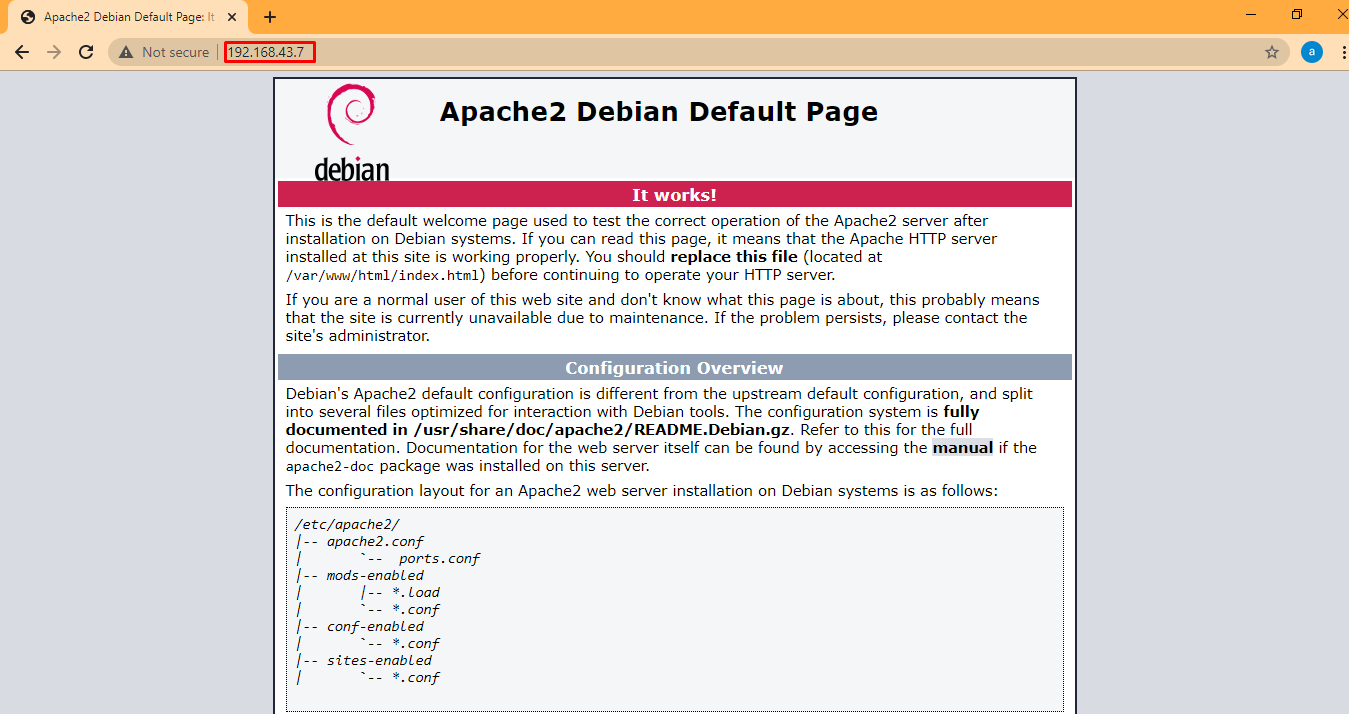 Apache2 Debian Default Page: It
Not secure | 192.168.43.7
a
debian
Apache2 Debian Default Page
It works!
This is the default welcome page used to test the correct operation of the Apache2 server after
installation on Debian systems. If you can read this page, it means that the Apache HTTP server
installed at this site is working properly. You should replace this file (located at
/var/www/html/index.html) before continuing to operate your HTTP server.
If you are a normal user of this web site and don't know what this page is about, this probably means
that the site is currently unavailable due to maintenance. If the problem persists, please contact the
site's administrator.
Configuration Overview
Debian's Apache2 default configuration is different from the upstream default configuration, and split
into several files optimized for interaction with Debian tools. The configuration system is fully
documented in /usr/share/doc/apache2/README.Debian.gz. Refer to this for the full
documentation. Documentation for the web server itself can be found by accessing the manual if the
apache2-doc package was installed on this server.
The configuration layout for an Apache2 web server installation on Debian systems is as follows:
/etc/apache2/
|-- apache2.conf
|       `--  ports.conf
|-- mods-enabled
|       |-- *.load
|       `-- *.conf
|-- conf-enabled
|       `-- *.conf
|-- sites-enabled
|       `-- *.conf